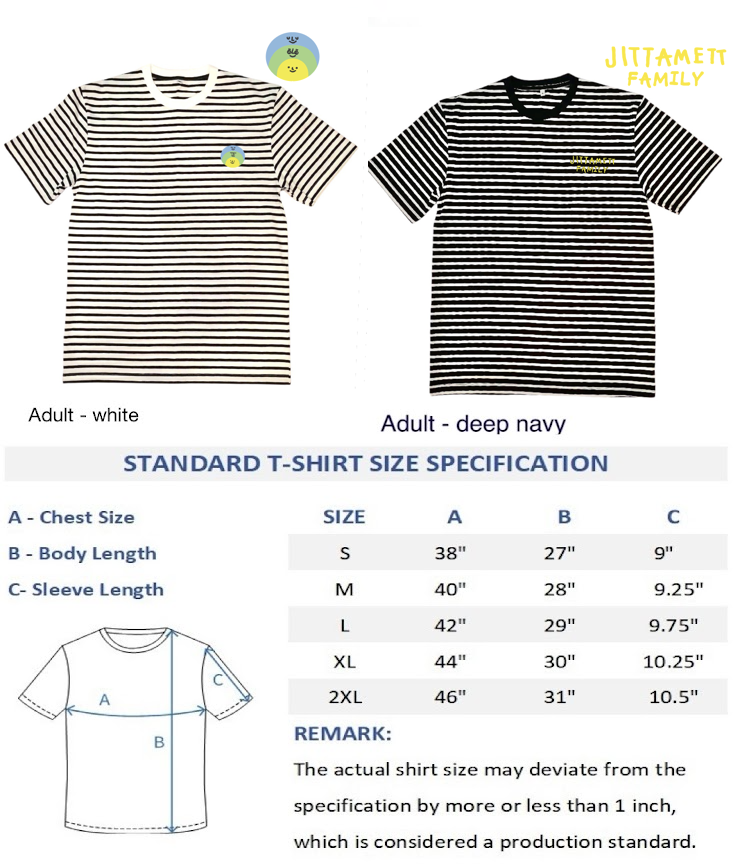 JITTAMETT
FAMILY
JITTAMETT
FAMILY
Adult - white
Adult - deep navy
STANDARD T-SHIRT SIZE SPECIFICATION
A - Chest Size
B - Body Length
C- Sleeve Length
SIZE A B C
S 38" 27" 9"
M 40" 28" 9.25"
L 42" 29" 9.75"
XL 44" 30" 10.25"
2XL 46" 31" 10.5"
A
B
C
REMARK:
The actual shirt size may deviate from the
specification by more or less than 1 inch,
which is considered a production standard.